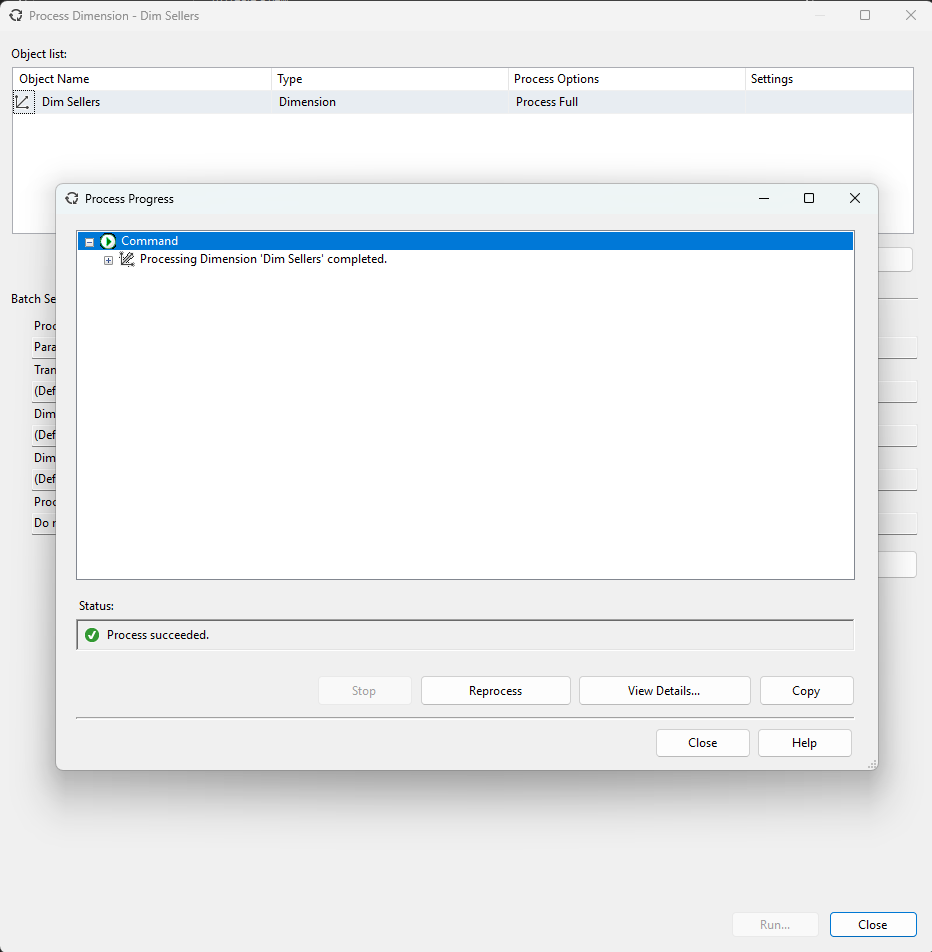 Process Dimension - Dim Sellers
Object list:
Object Name Type Process Options Settings
Dim Sellers Dimension Process Full
Process Progress
Command
Processing Dimension 'Dim Sellers' completed.
Batch Se
Proc
Para
Tran
(Def
Dim
(Def
Dim
(Def
Proc
Do
Status:
Process succeeded.
Stop Reprocess View Details... Copy
Close Help
Run... Close